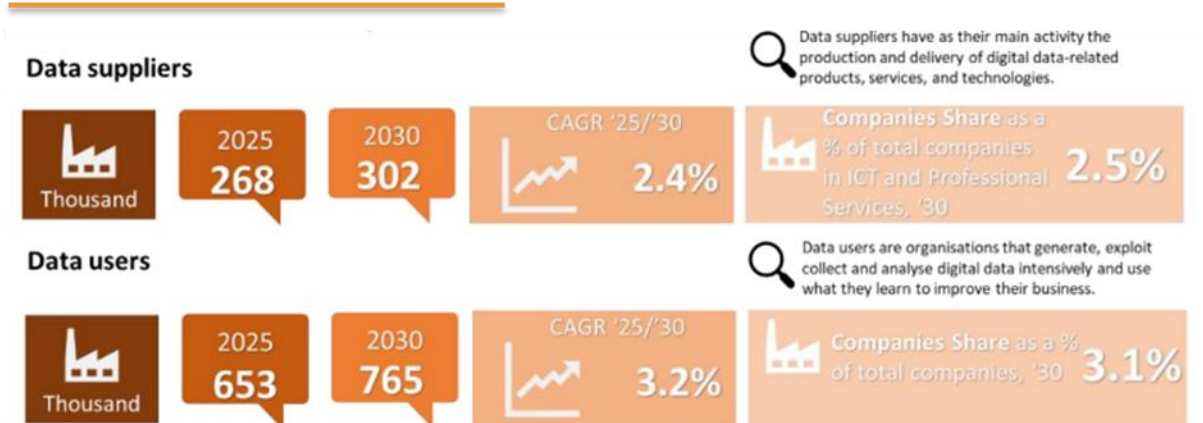 Data suppliers
Data suppliers have as their main activity the
production and delivery of digital data-related
products, services, and technologies.
Thousand
2025
268
2030
302
CAGR '25/'30
2.4%
Companies Share as a
% of total companies
in ICT and Professional
Services, '30
2.5%
Data users
Data users are organisations that generate, exploit
collect and analyse digital data intensively and use
what they learn to improve their business.
Thousand
2025
653
2030
765
CAGR '25/'30
3.2%
Companies Share as a %
of total companies, '30
3.1%